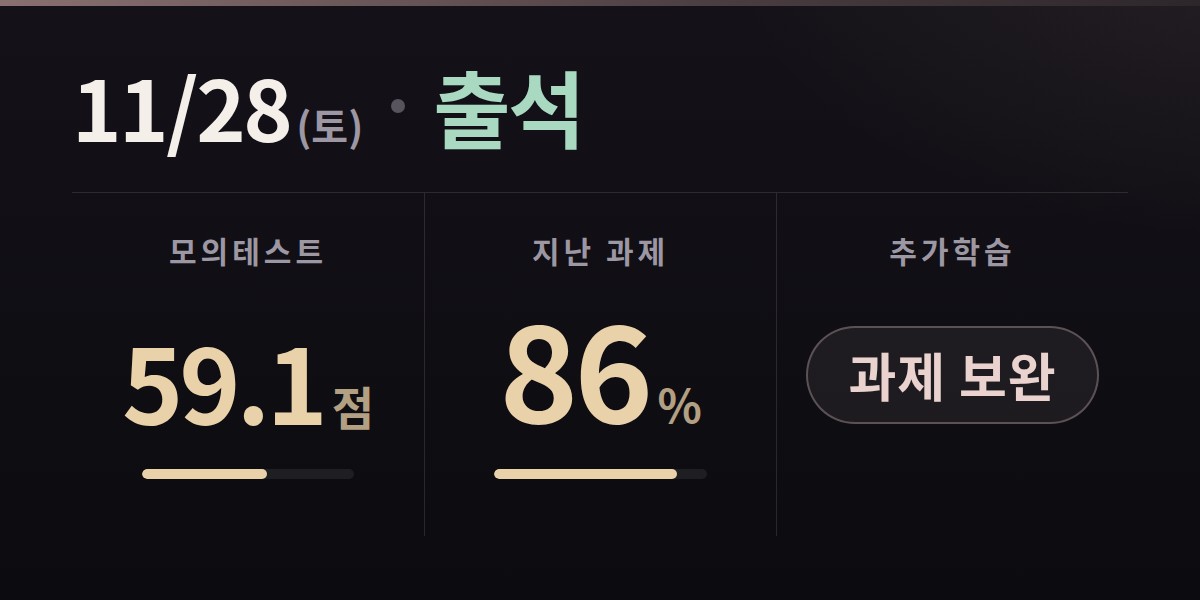 11/28 (토) • 출석
모의테스트
59.1 점
지난 과제
86 %
추가학습
과제 보완